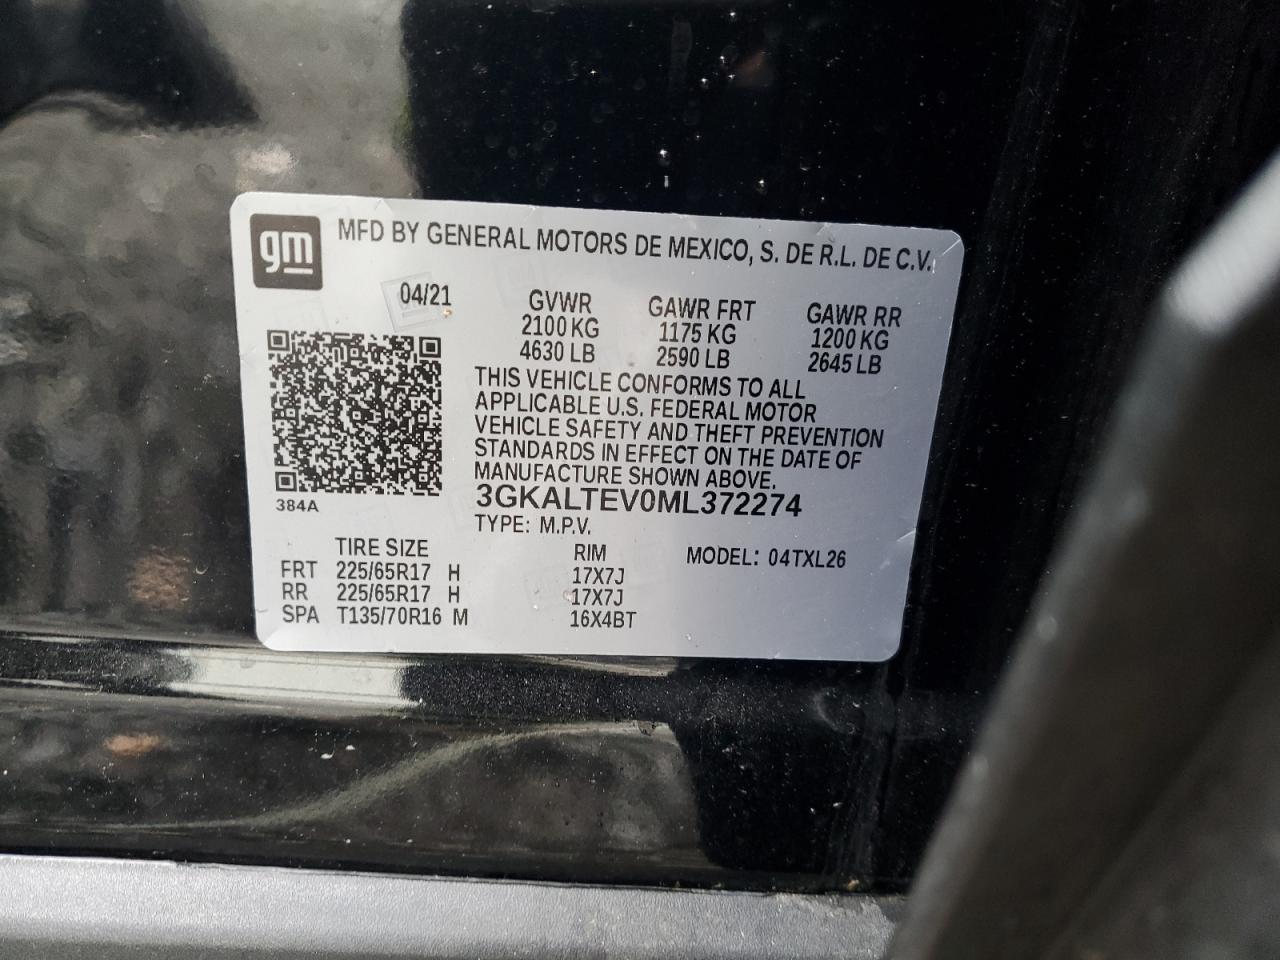 gm
MFD BY GENERAL MOTORS DE MEXICO, S. DE R.L. DE C.V.
04/21
GVWR GAWR FRT GAWR RR
2100 KG 1175 KG 1200 KG
4630 LB 2590 LB 2645 LB
THIS VEHICLE CONFORMS TO ALL
APPLICABLE U.S. FEDERAL MOTOR
VEHICLE SAFETY AND THEFT PREVENTION
STANDARDS IN EFFECT ON THE DATE OF
MANUFACTURE SHOWN ABOVE.
3GKALTEV0ML372274
384A
TYPE: M.P.V.
TIRE SIZE RIM MODEL: 04TXL26
FRT 225/65R17 H 17X7J
RR 225/65R17 H 17X7J
SPA T135/70R16 M 16X4BT